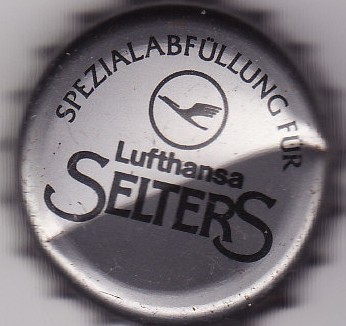 SPEZIALABFÜLLUNG FÜR
Lufthansa
SELTERS